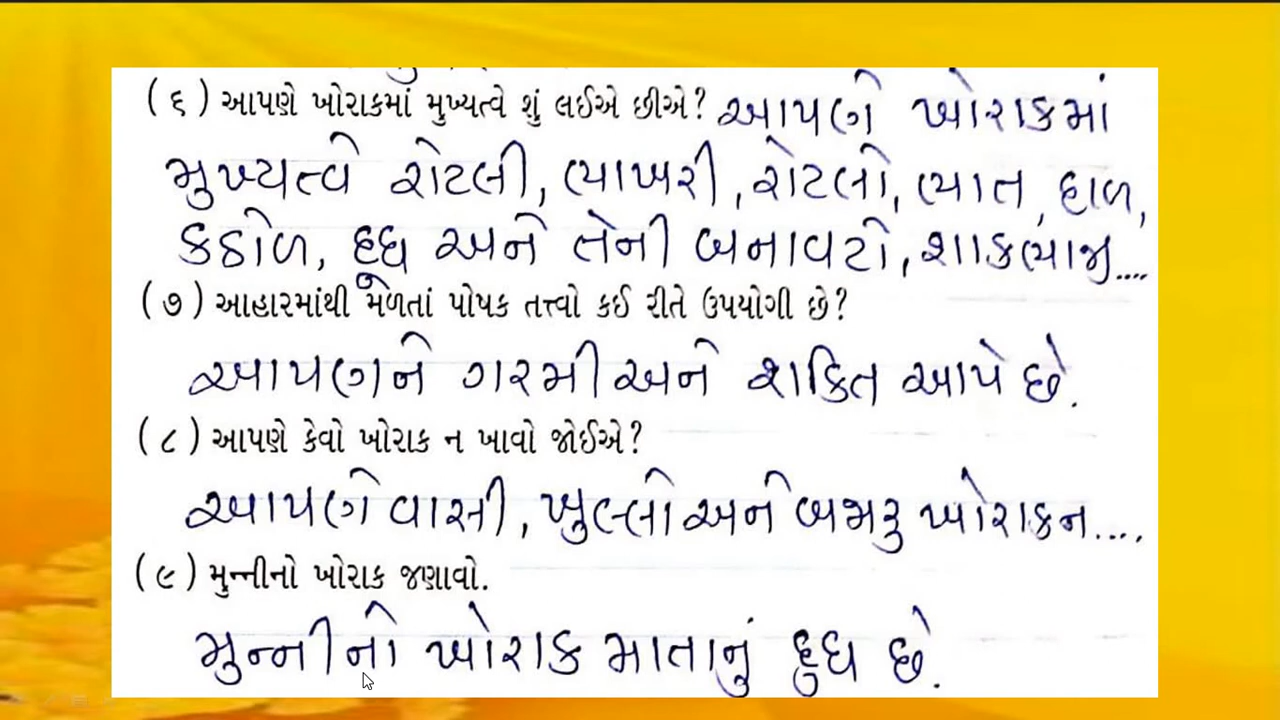 (૬) આપણે ખોરાકમાં મુખ્યત્વે શું લઈએ છીએ? આપણે ખોરાકમાં
મુખ્યત્વે રોટલી, ભાખરી, રોટલો, ભાત, દાળ,
કઠોળ, દૂધ અને તેની બનાવટો, શાકભાજી....
(૭) આહારમાંથી મળતાં પોષક તત્ત્વો કઈ રીતે ઉપયોગી છે?
આપણને ગરમી અને શકિત આપે છે.
(૮) આપણે કેવો ખોરાક ન ખાવો જોઈએ?
આપણે વાસી, ખુલ્લો અને બજારુ ખોરાક ન....
(૯) મુન્નીનો ખોરાક જણાવો.
મુન્નીનો ખોરાક માતાનું દુધ છે.